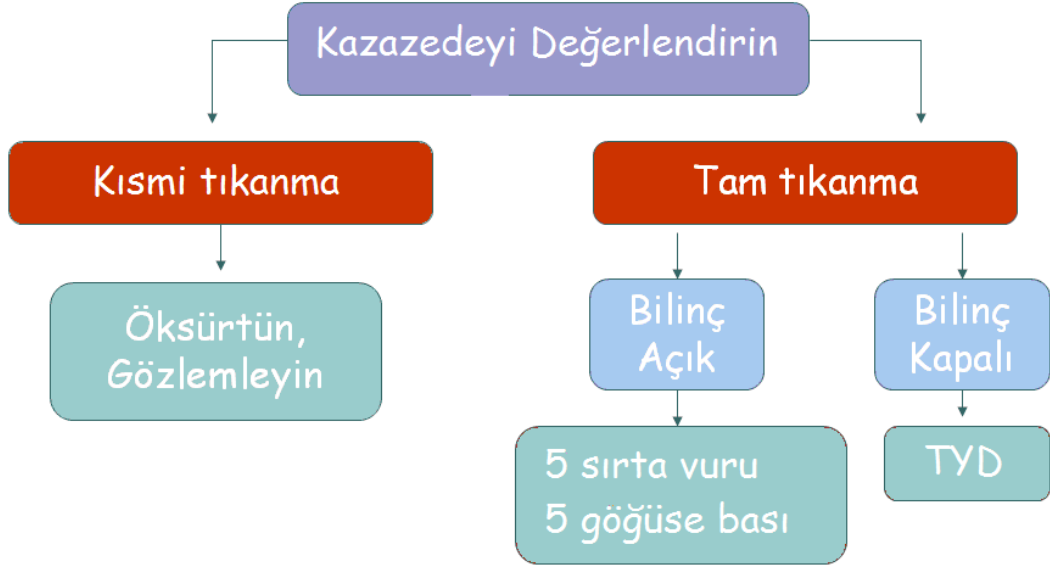 Kazazedeyi Değerlendirin
Kısmi tıkanma
Tam tıkanma
Öksürtün,
Gözlemleyin
Bilinç
Açık
Bilinç
Kapalı
5 sırta vuru
5 göğüse bası
TYD